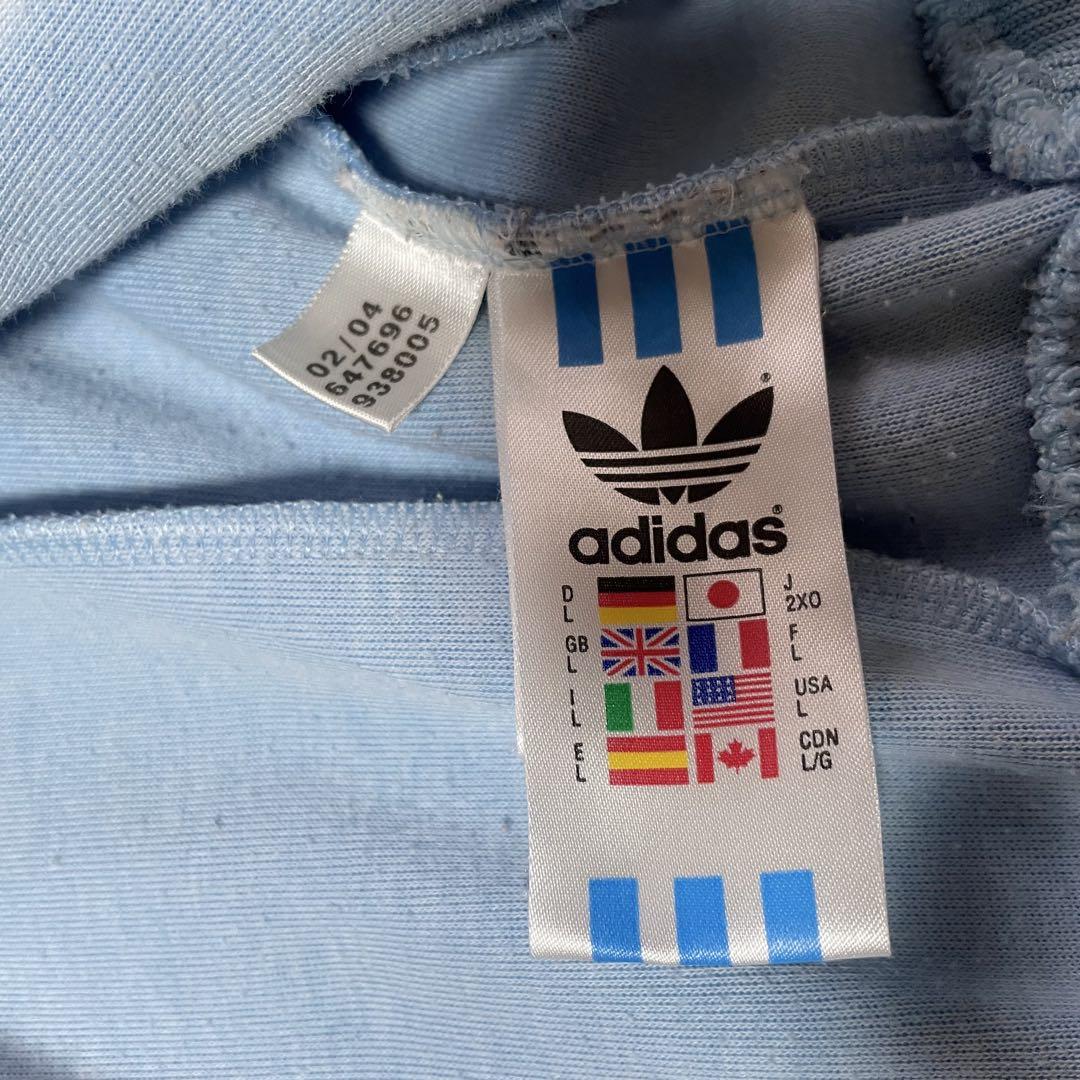 02/04
647696
938005
®
adidas®
D
L
J
2XO
GB
L
F
L
I
L
USA
L
E
L
CDN
L/G